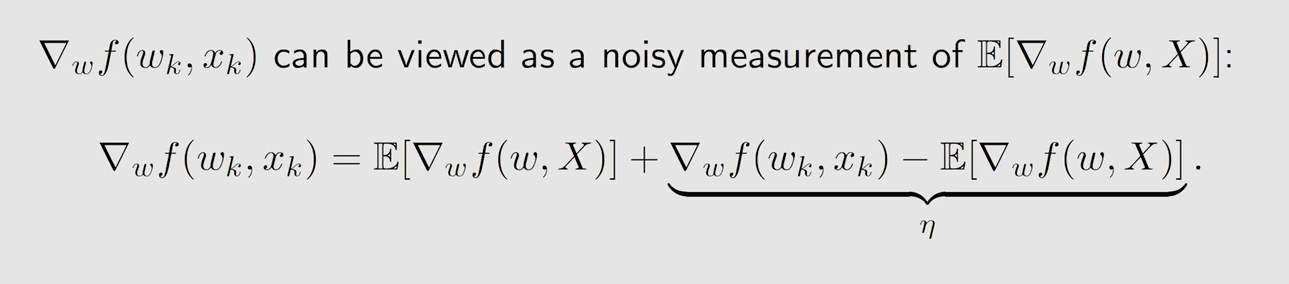 ∇_w f(w_k, x_k) can be viewed as a noisy measurement of 𝔼[∇_w f(w, X)]:
∇_w f(w_k, x_k) = 𝔼[∇_w f(w, X)] + ∇_w f(w_k, x_k) − 𝔼[∇_w f(w, X)] .
η